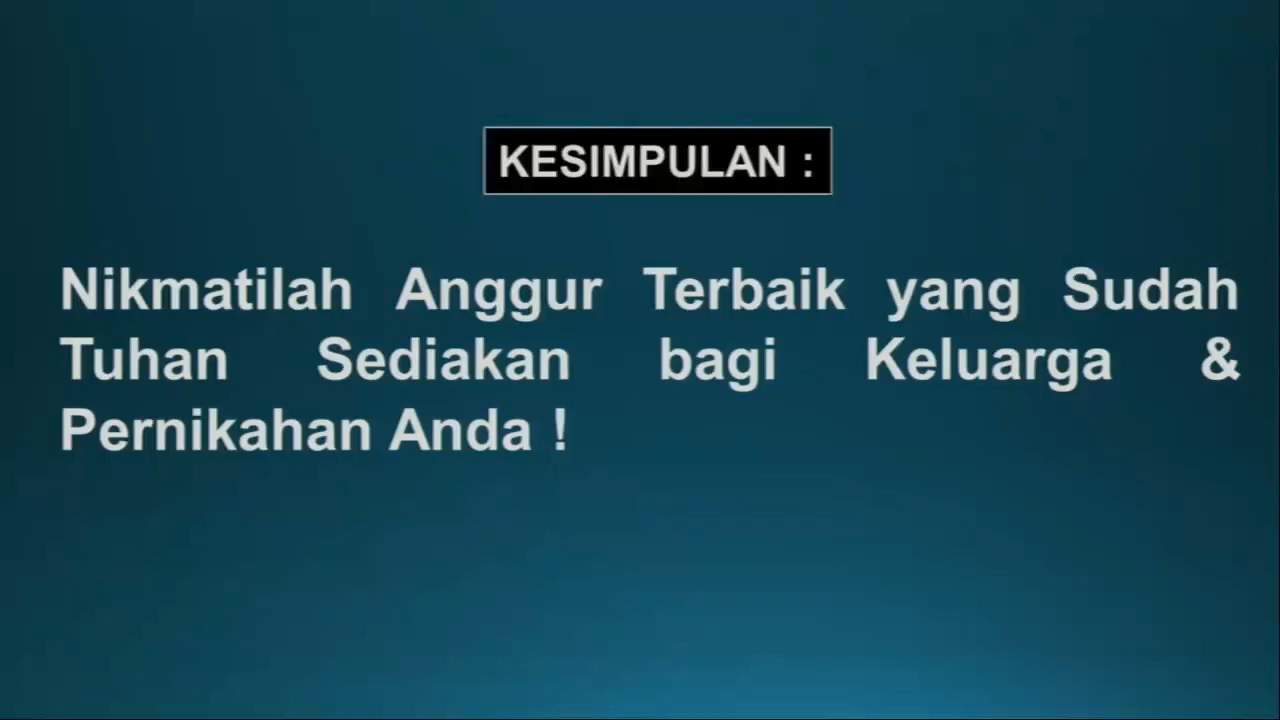 KESIMPULAN :
Nikmatilah Anggur Terbaik yang Sudah
Tuhan Sediakan bagi Keluarga &
Pernikahan Anda !